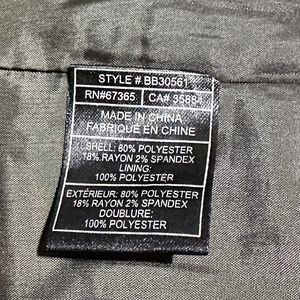 STYLE # BB30561
RN#67365 CA# 35884
MADE IN CHINA
FABRIQUÉ EN CHINE
SHELL: 80% POLYESTER
18% RAYON 2% SPANDEX
LINING:
100% POLYESTER
EXTÉRIEUR: 80% POLYESTER
18% RAYON 2% SPANDEX
DOUBLURE:
100% POLYESTER